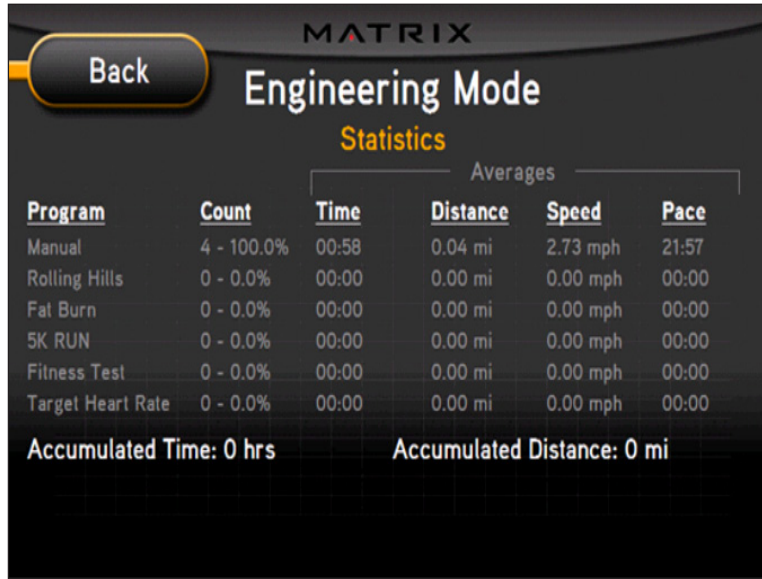 MATRIX
Back
Engineering Mode
Statistics
Averages
Program Count Time Distance Speed Pace
Manual 4 - 100.0% 00:58 0.04 mi 2.73 mph 21:57
Rolling Hills 0 - 0.0% 00:00 0.00 mi 0.00 mph 00:00
Fat Burn 0 - 0.0% 00:00 0.00 mi 0.00 mph 00:00
5K RUN 0 - 0.0% 00:00 0.00 mi 0.00 mph 00:00
Fitness Test 0 - 0.0% 00:00 0.00 mi 0.00 mph 00:00
Target Heart Rate 0 - 0.0% 00:00 0.00 mi 0.00 mph 00:00
Accumulated Time: 0 hrs Accumulated Distance: 0 mi